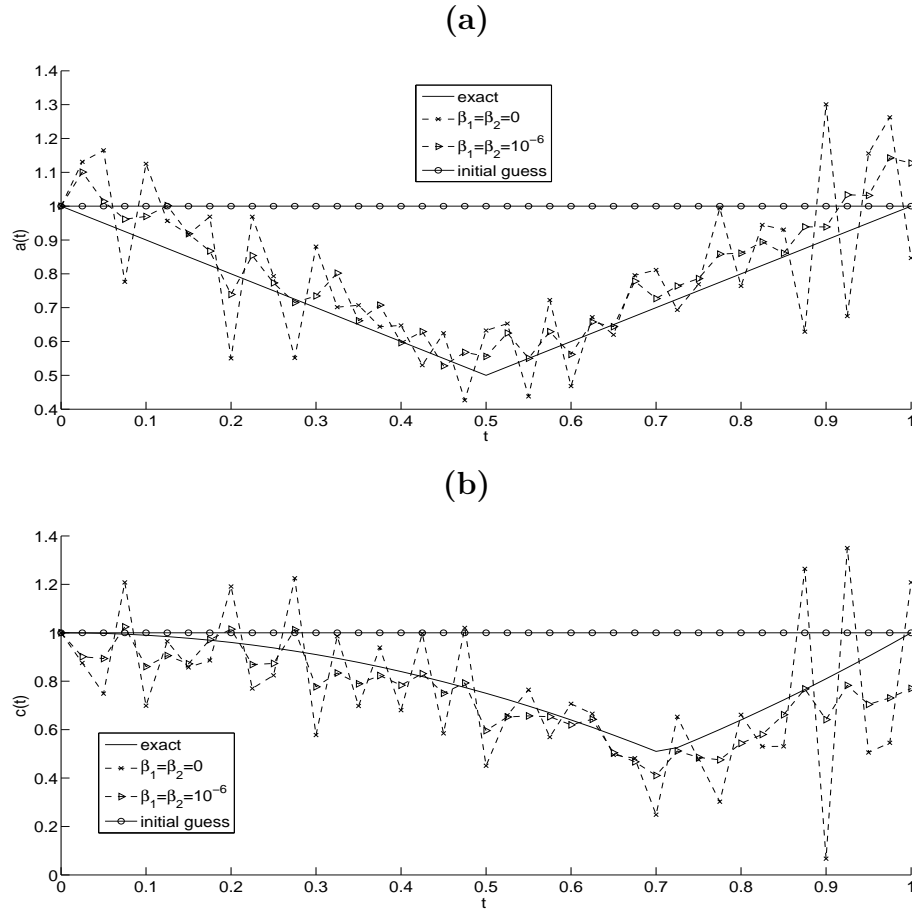 (a)
1.4
1.3
1.2
1.1
1
0.9
0.8
0.7
0.6
0.5
0.4
a(t)
exact
β₁=β₂=0
β₁=β₂=10⁻⁶
initial guess
0 0.1 0.2 0.3 0.4 0.5 0.6 0.7 0.8 0.9 1
t
(b)
1.4
1.2
1
0.8
0.6
0.4
0.2
0
c(t)
exact
β₁=β₂=0
β₁=β₂=10⁻⁶
initial guess
0 0.1 0.2 0.3 0.4 0.5 0.6 0.7 0.8 0.9 1
t